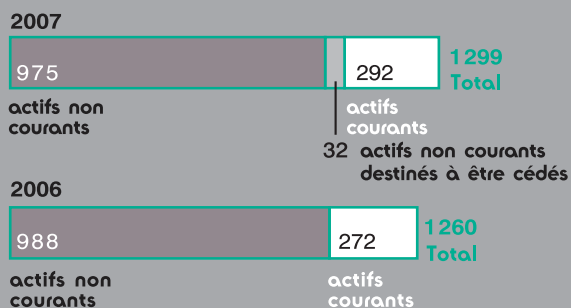 2007
975
292
1 299
Total
actifs non
courants
actifs
courants
32 actifs non courants
destinés à être cédés
2006
988
272
1 260
Total
actifs non
courants
actifs
courants